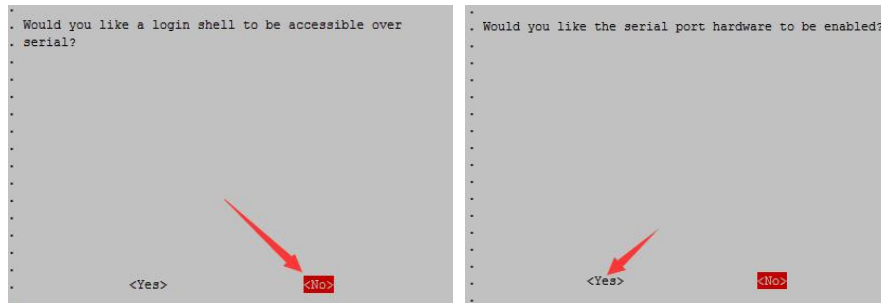 Would you like a login shell to be accessible over
serial?
<Yes> <No>
Would you like the serial port hardware to be enabled?
<Yes> <No>